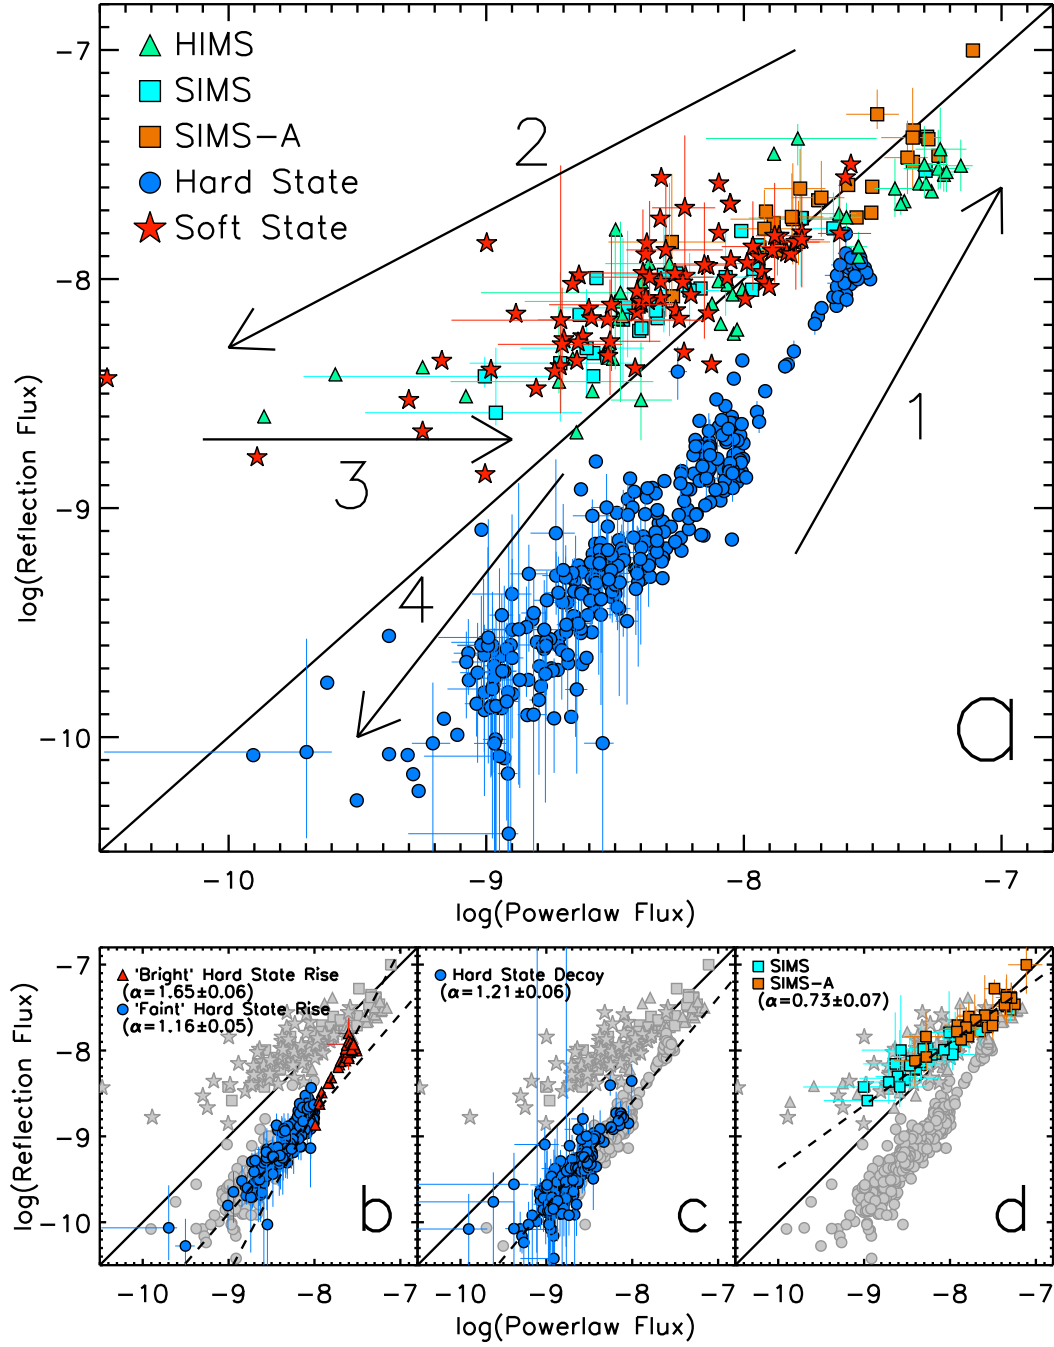 HIMS
SIMS
SIMS-A
Hard State
Soft State
2
1
3
4
a
-7
-8
-9
-10
log(Reflection Flux)
-10
-9
-8
-7
log(Powerlaw Flux)
'Bright' Hard State Rise
(α=1.65±0.06)
'Faint' Hard State Rise
(α=1.16±0.05)
b
Hard State Decay
(α=1.21±0.06)
c
SIMS
SIMS-A
(α=0.73±0.07)
d
-7
-8
-9
-10
log(Reflection Flux)
-10 -9 -8 -7
-10 -9 -8 -7
-10 -9 -8 -7
log(Powerlaw Flux)